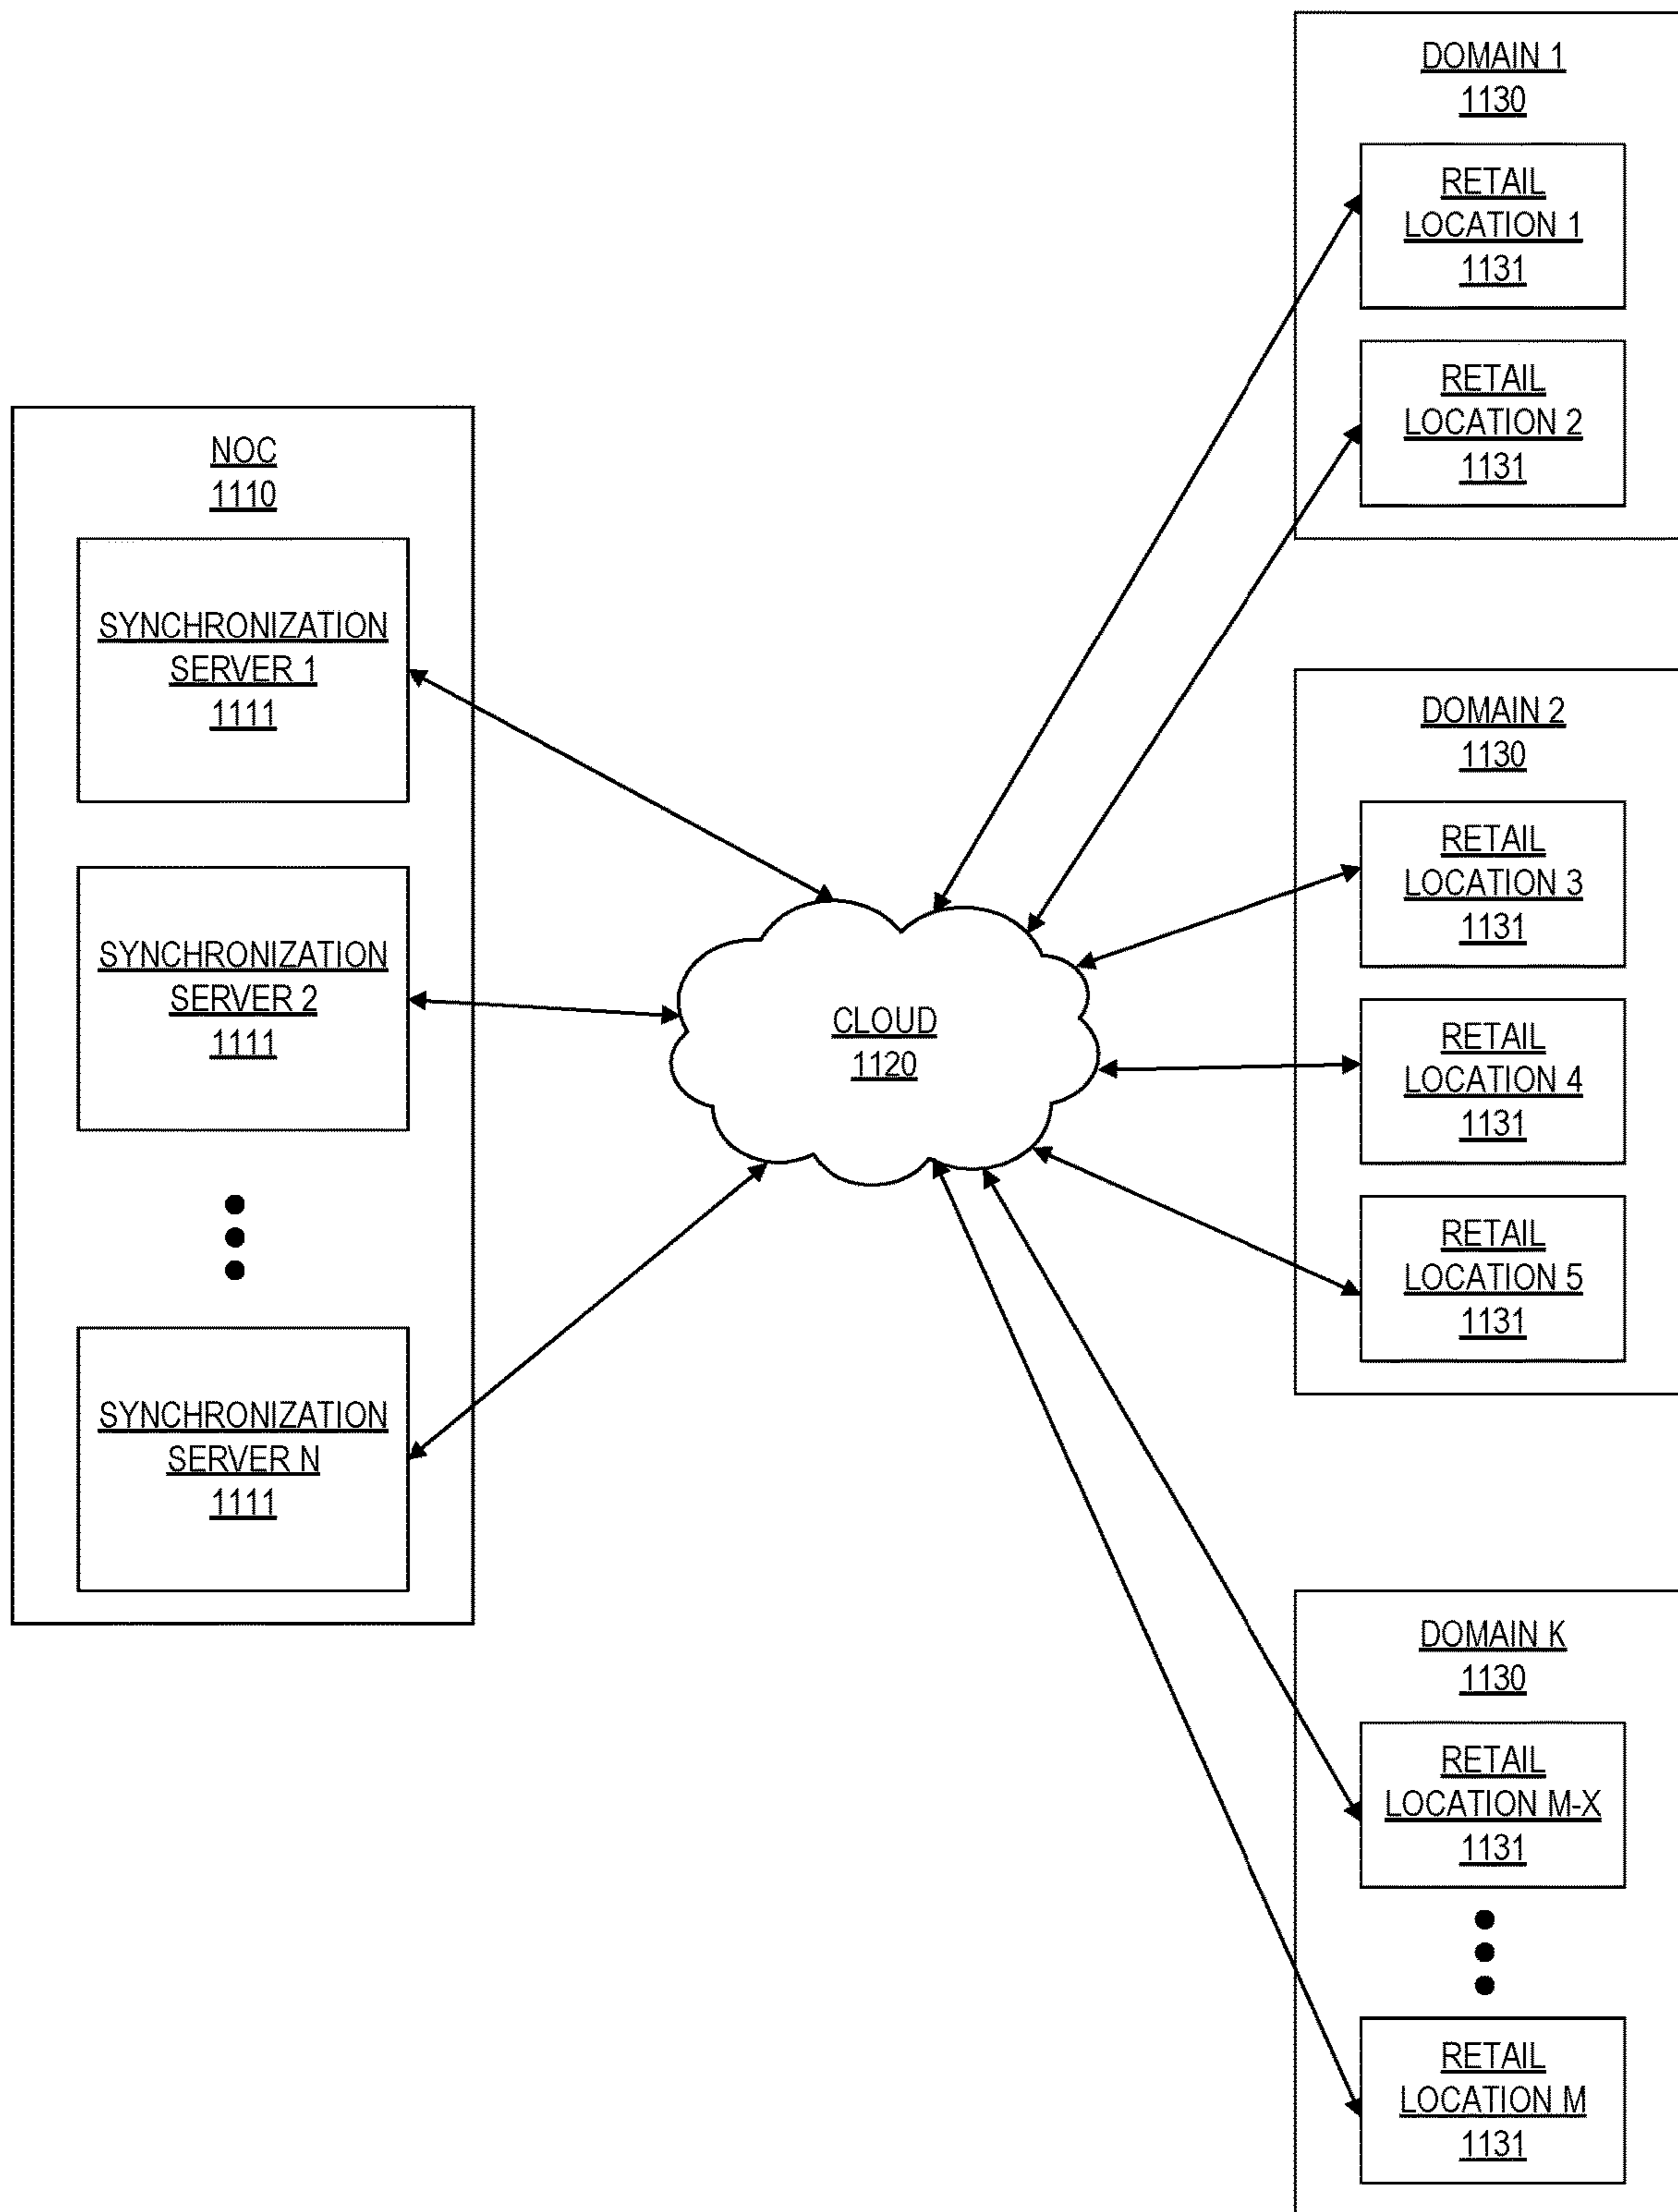 NOC
1110
SYNCHRONIZATION
SERVER 1
1111
SYNCHRONIZATION
SERVER 2
1111
SYNCHRONIZATION
SERVER N
1111
CLOUD
1120
DOMAIN 1
1130
RETAIL
LOCATION 1
1131
RETAIL
LOCATION 2
1131
DOMAIN 2
1130
RETAIL
LOCATION 3
1131
RETAIL
LOCATION 4
1131
RETAIL
LOCATION 5
1131
DOMAIN K
1130
RETAIL
LOCATION M-X
1131
RETAIL
LOCATION M
1131